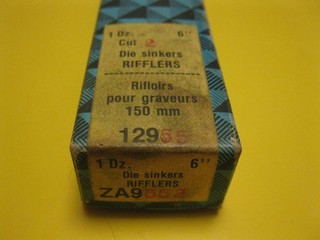 1 Dz. 6"
Cut 2
Die sinkers
RIFFLERS
Rifloirs
pour graveurs
150 mm
12955
1 Dz. 6"
Die sinkers
RIFFLERS
ZA9552